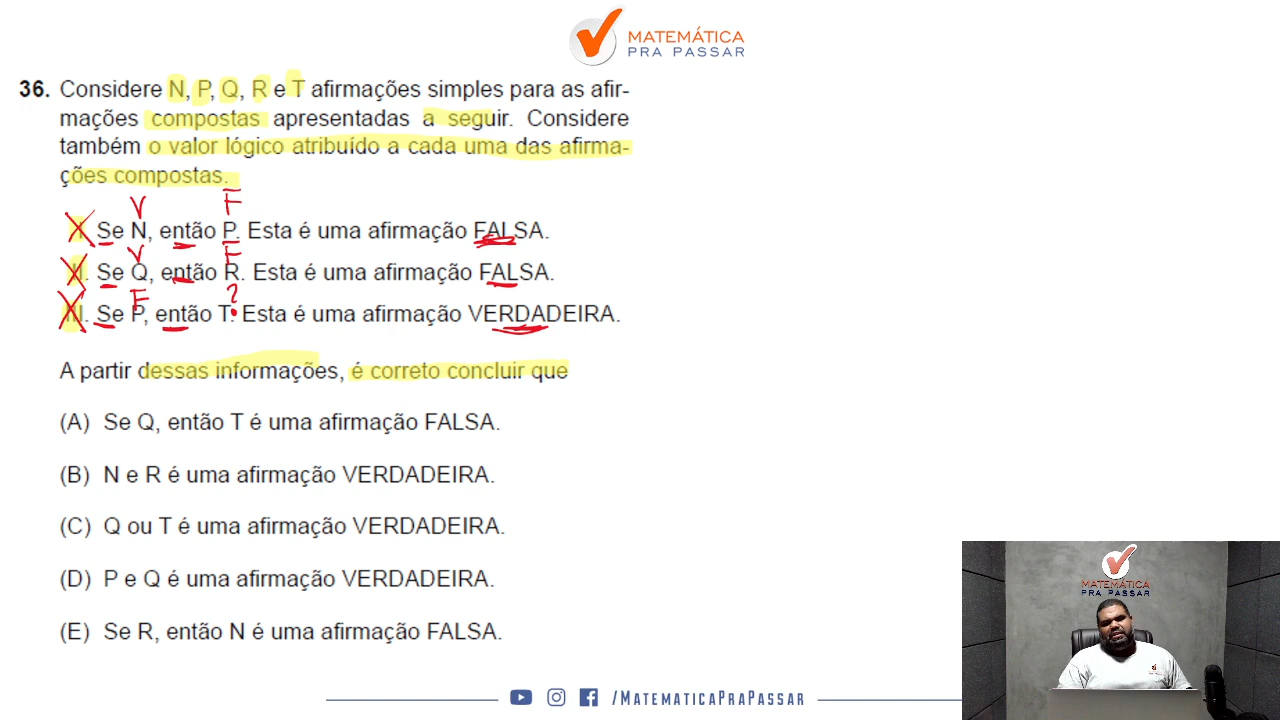 MATEMÁTICA
PRA PASSAR
36. Considere N, P, Q, R e T afirmações simples para as afir-
mações compostas apresentadas a seguir. Considere
também o valor lógico atribuído a cada uma das afirma-
ções compostas.
V F
I. Se N, então P. Esta é uma afirmação FALSA.
V F
II. Se Q, então R. Esta é uma afirmação FALSA.
F ?
III. Se P, então T. Esta é uma afirmação VERDADEIRA.
A partir dessas informações, é correto concluir que
(A) Se Q, então T é uma afirmação FALSA.
(B) N e R é uma afirmação VERDADEIRA.
(C) Q ou T é uma afirmação VERDADEIRA.
(D) P e Q é uma afirmação VERDADEIRA.
(E) Se R, então N é uma afirmação FALSA.
MATEMÁTICA
PRA PASSAR
/MATEMATICAPRAPASSAR